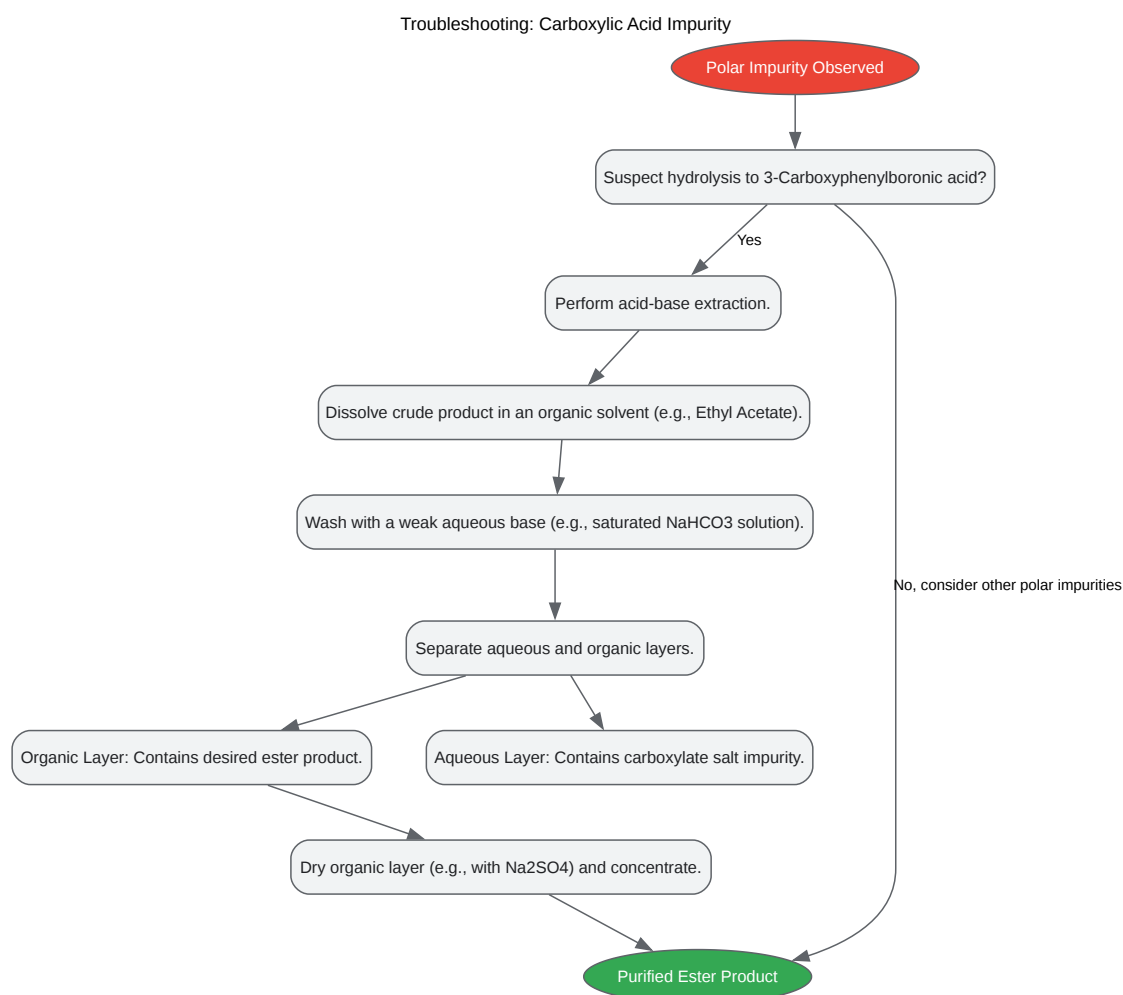 Troubleshooting: Carboxylic Acid Impurity
Polar Impurity Observed
Suspect hydrolysis to 3-Carboxyphenylboronic acid?
Yes
Perform acid-base extraction.
Dissolve crude product in an organic solvent (e.g., Ethyl Acetate).
Wash with a weak aqueous base (e.g., saturated NaHCO3 solution).
No, consider other polar impurities
Separate aqueous and organic layers.
Organic Layer: Contains desired ester product.
Aqueous Layer: Contains carboxylate salt impurity.
Dry organic layer (e.g., with Na2SO4) and concentrate.
Purified Ester Product